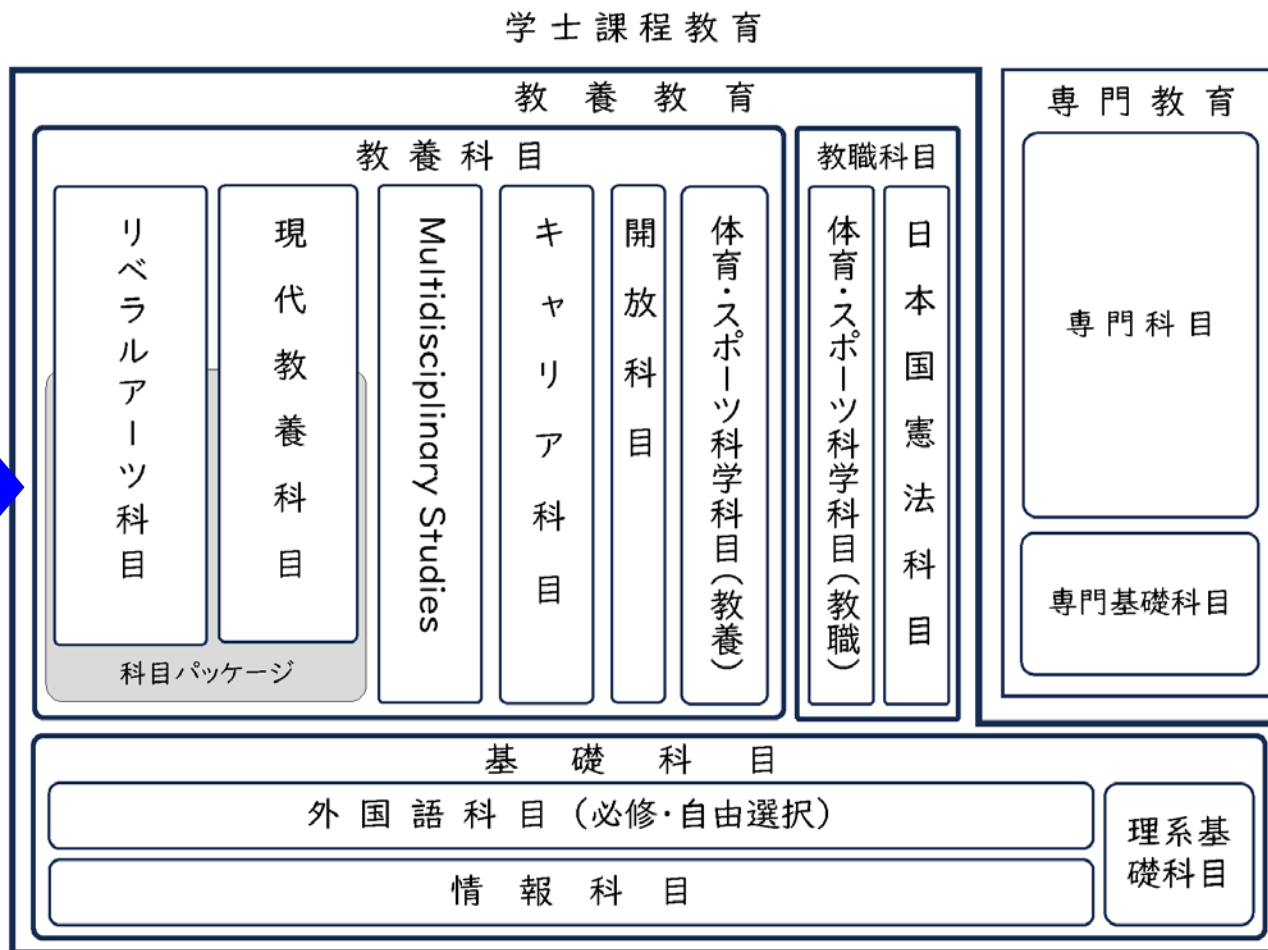 学士課程教育
教養教育
教養科目
リベラルアーツ科目
現代教養科目
科目パッケージ
Multidisciplinary Studies
キャリア科目
開放科目
体育・スポーツ科学科目(教養)
教職科目
体育・スポーツ科学科目(教職)
日本国憲法科目
専門教育
専門科目
専門基礎科目
基礎科目
外国語科目(必修・自由選択)
情報科目
理系基
礎科目